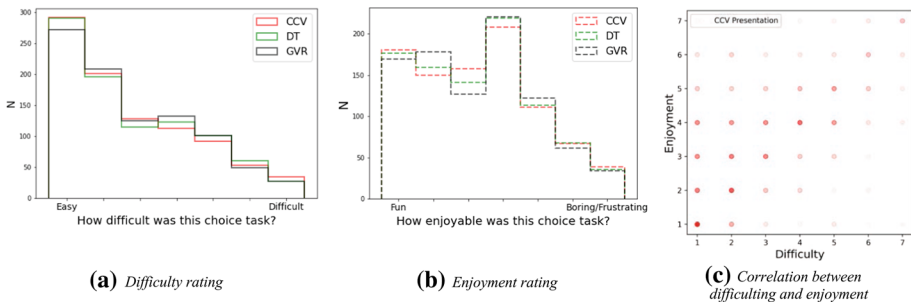 N
300
250
200
150
100
50
0
CCV
DT
GVR
Easy
Difficult
How difficult was this choice task?
(a) Difficulty rating
N
200
150
100
50
0
CCV
DT
GVR
Fun
Boring/Frustrating
How enjoyable was this choice task?
(b) Enjoyment rating
Enjoyment
7
6
5
4
3
2
1
CCV Presentation
1 2 3 4 5 6 7
Difficulty
(c) Correlation between
difficulting and enjoyment